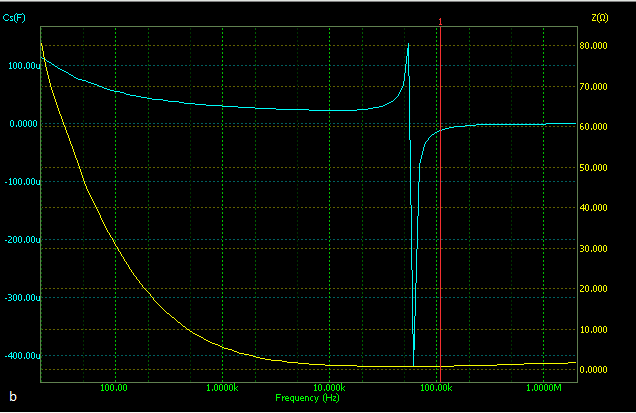 Cs(F) 1 Z(Ω)
80.000
100.00u
70.000
0.0000 60.000
50.000
-100.00u
40.000
-200.00u 30.000
20.000
-300.00u
10.000
-400.00u
0.0000
100.00 1.0000k 10.000k 100.00k 1.0000M
b Frequency (Hz)